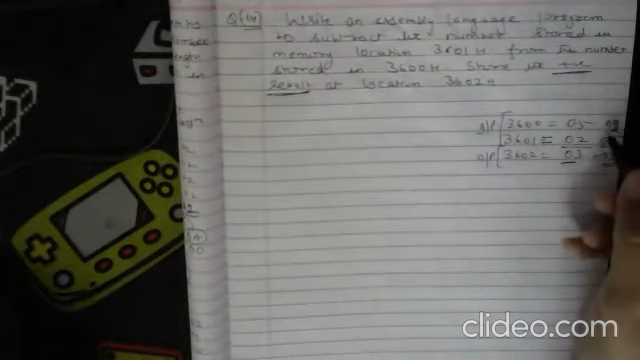 Q[14] Write an assembly language program
to subtract the number stored in
memory location 3601H from the number
stored in 3600H. Store the +ve
result at location 3602H
i/p 3600 = 05
3601 = 02
o/p 3602 = 03
clideo.com